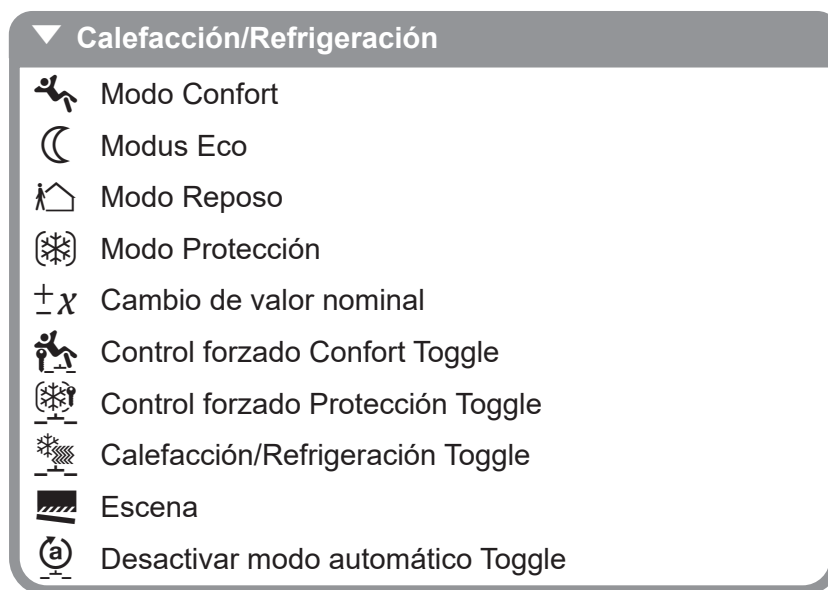 Calefacción/Refrigeración
Modo Confort
Modus Eco
Modo Reposo
Modo Protección
±x Cambio de valor nominal
Control forzado Confort Toggle
Control forzado Protección Toggle
Calefacción/Refrigeración Toggle
Escena
a Desactivar modo automático Toggle